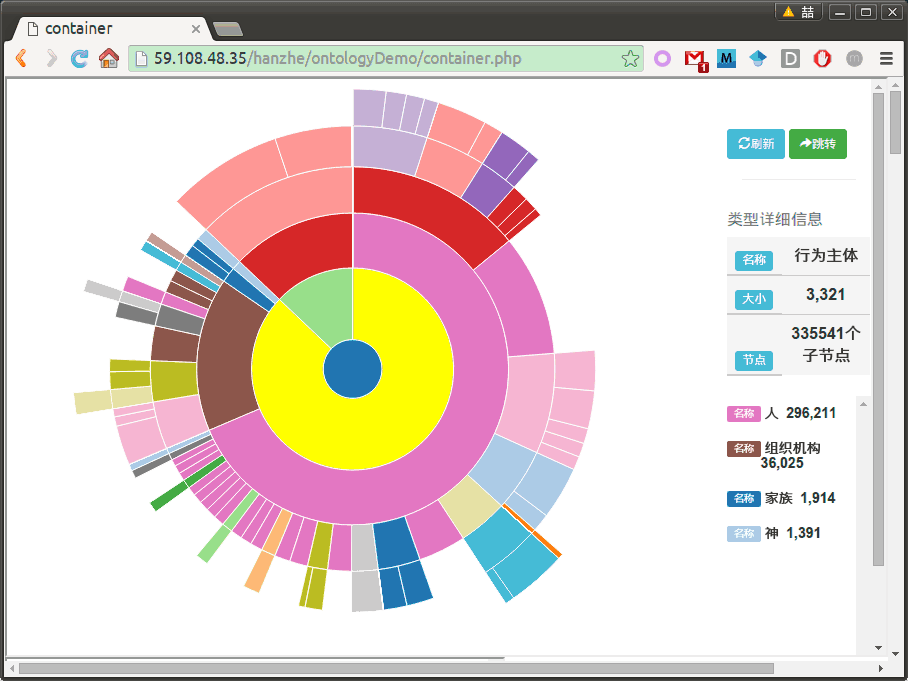 喆
container
59.108.48.35/hanzhe/ontologyDemo/container.php
M
D
m
1
刷新
跳转
类型详细信息
名称 行为主体
大小 3,321
335541个
节点 子节点
名称 人 296,211
名称 组织机构
36,025
名称 家族 1,914
名称 神 1,391